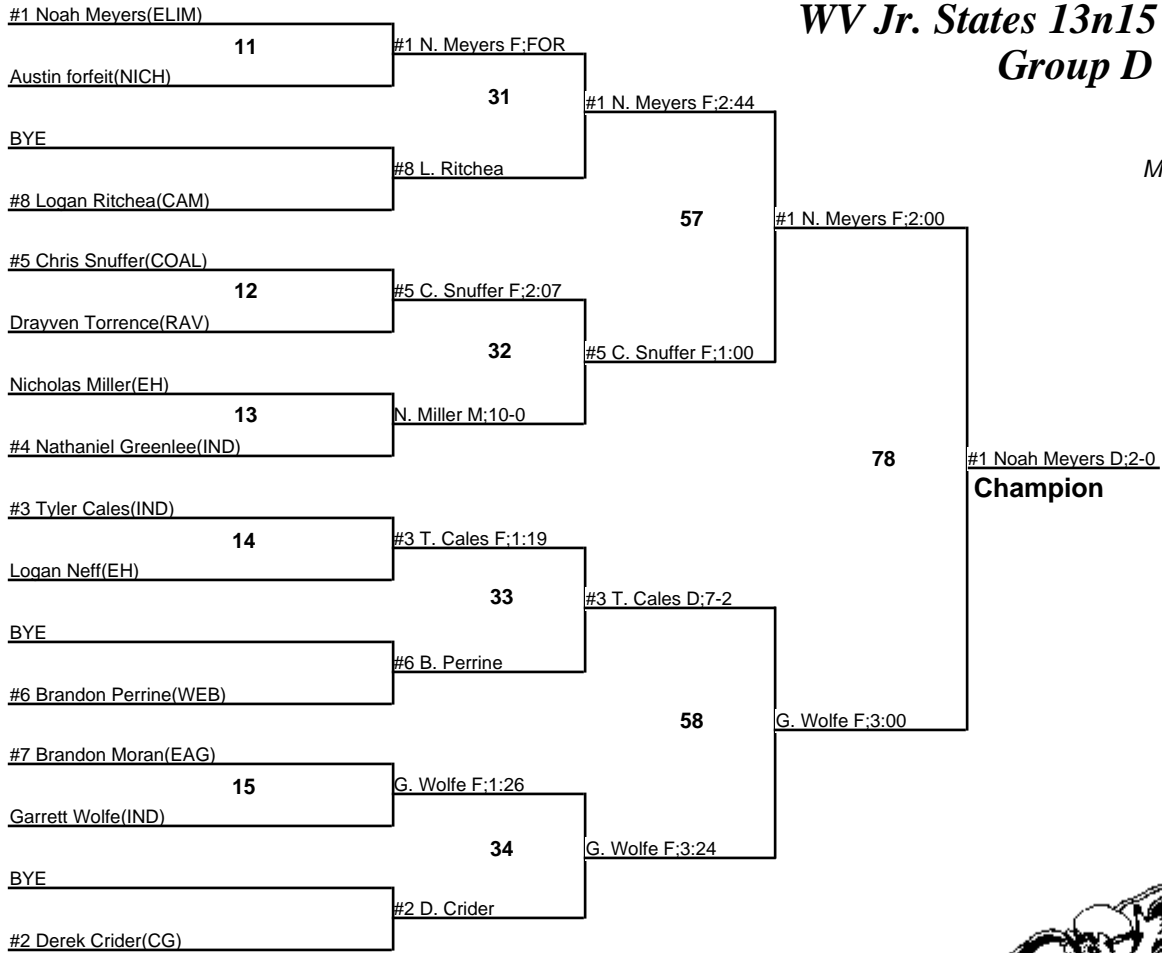 WV Jr. States 13n15
Group D
M
#1 Noah Meyers(ELIM)
11
Austin forfeit(NICH)
#1 N. Meyers F;FOR
31
BYE
#8 L. Ritchea
#8 Logan Ritchea(CAM)
#1 N. Meyers F;2:44
57
#5 Chris Snuffer(COAL)
12
Drayven Torrence(RAV)
#5 C. Snuffer F;2:07
32
Nicholas Miller(EH)
13
#4 Nathaniel Greenlee(IND)
N. Miller M;10-0
#5 C. Snuffer F;1:00
#1 N. Meyers F;2:00
78
#1 Noah Meyers D;2-0
Champion
#3 Tyler Cales(IND)
14
Logan Neff(EH)
#3 T. Cales F;1:19
33
BYE
#6 B. Perrine
#6 Brandon Perrine(WEB)
#3 T. Cales D;7-2
58
G. Wolfe F;3:00
#7 Brandon Moran(EAG)
15
Garrett Wolfe(IND)
G. Wolfe F;1:26
34
G. Wolfe F;3:24
BYE
#2 D. Crider
#2 Derek Crider(CG)